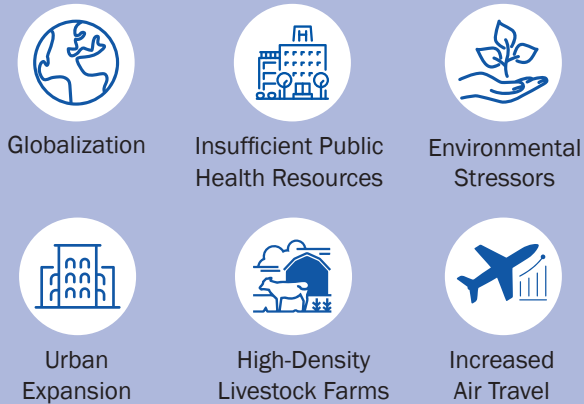 H
Globalization
Insufficient Public
Health Resources
Environmental
Stressors
Urban
Expansion
High-Density
Livestock Farms
Increased
Air Travel